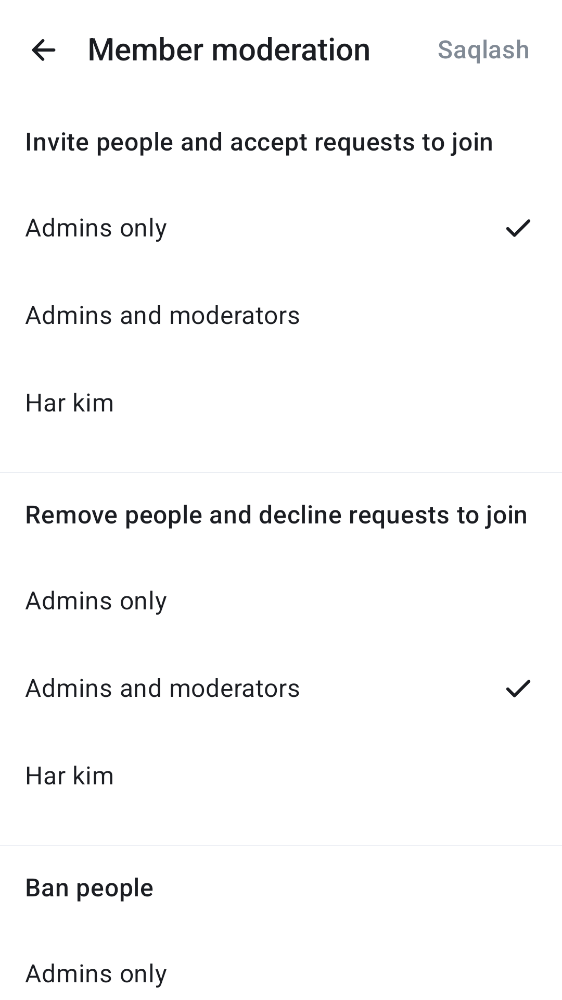 Member moderation
Saqlash
Invite people and accept requests to join
Admins only
Admins and moderators
Har kim
Remove people and decline requests to join
Admins only
Admins and moderators
Har kim
Ban people
Admins only